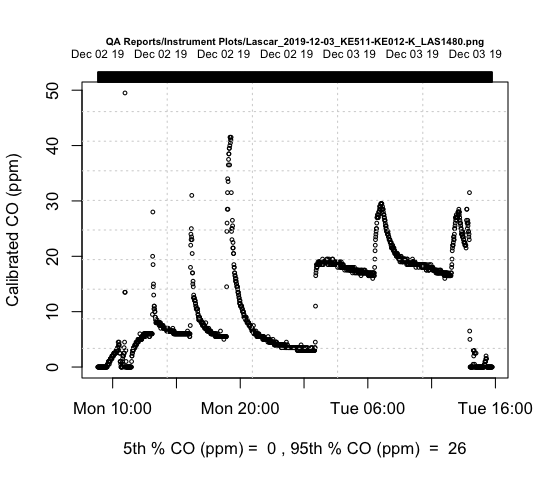 QA Reports/Instrument Plots/Lascar_2019-12-03_KE511-KE012-K_LAS1480.png
Dec 02 19 Dec 02 19 Dec 02 19 Dec 02 19 Dec 03 19 Dec 03 19 Dec 03 19
50
40
30
20
10
0
Calibrated CO (ppm)
Mon 10:00 Mon 20:00 Tue 06:00 Tue 16:00
5th % CO (ppm) = 0 , 95th % CO (ppm) = 26